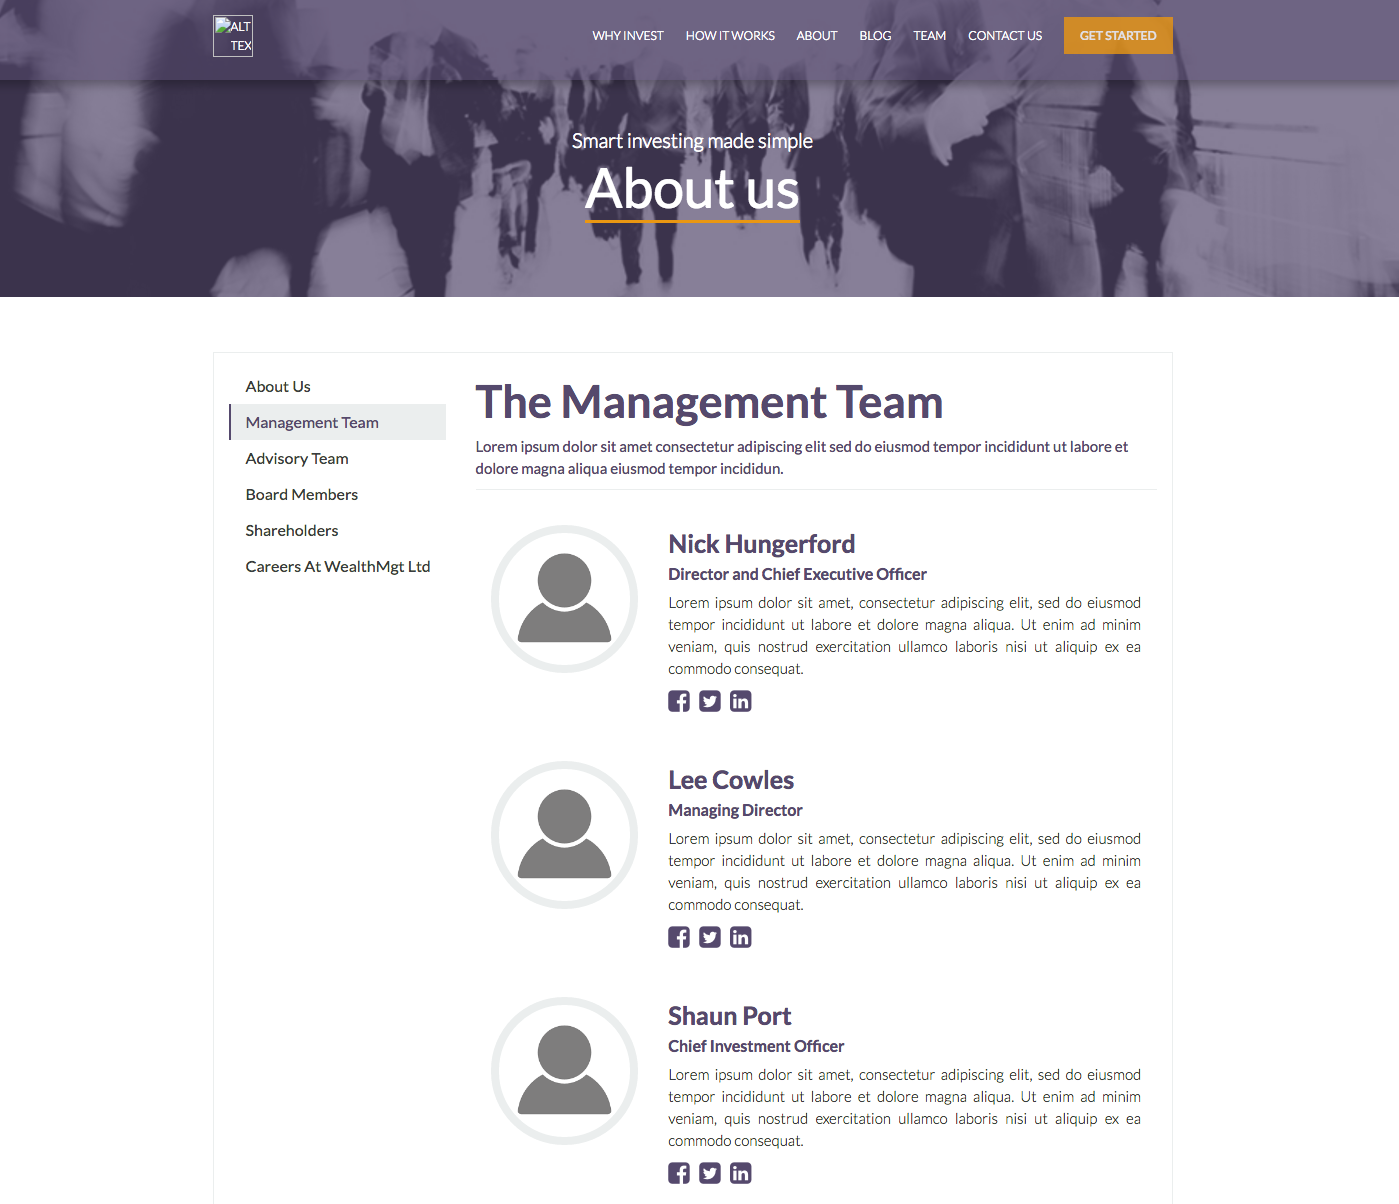 ALT
TEX
WHY INVEST HOW IT WORKS ABOUT BLOG TEAM CONTACT US GET STARTED
Smart investing made simple
About us
About Us
Management Team
Advisory Team
Board Members
Shareholders
Careers At WealthMgt Ltd
The Management Team
Lorem ipsum dolor sit amet consectetur adipiscing elit sed do eiusmod tempor incididunt ut labore et
dolore magna aliqua eiusmod tempor incididun.
Nick Hungerford
Director and Chief Executive Officer
Lorem ipsum dolor sit amet, consectetur adipiscing elit, sed do eiusmod
tempor incididunt ut labore et dolore magna aliqua. Ut enim ad minim
veniam, quis nostrud exercitation ullamco laboris nisi ut aliquip ex ea
commodo consequat.
Lee Cowles
Managing Director
Lorem ipsum dolor sit amet, consectetur adipiscing elit, sed do eiusmod
tempor incididunt ut labore et dolore magna aliqua. Ut enim ad minim
veniam, quis nostrud exercitation ullamco laboris nisi ut aliquip ex ea
commodo consequat.
Shaun Port
Chief Investment Officer
Lorem ipsum dolor sit amet, consectetur adipiscing elit, sed do eiusmod
tempor incididunt ut labore et dolore magna aliqua. Ut enim ad minim
veniam, quis nostrud exercitation ullamco laboris nisi ut aliquip ex ea
commodo consequat.